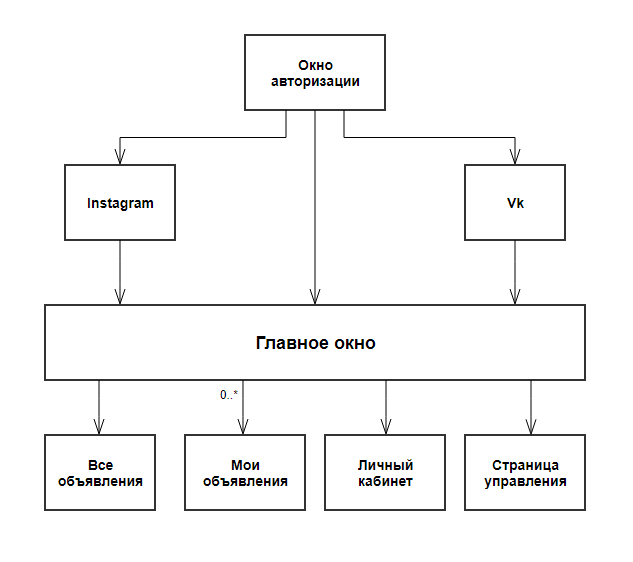 Окно
авторизации
Instagram
Vk
Главное окно
0..*
Все
объявления
Мои
объявления
Личный
кабинет
Страница
управления